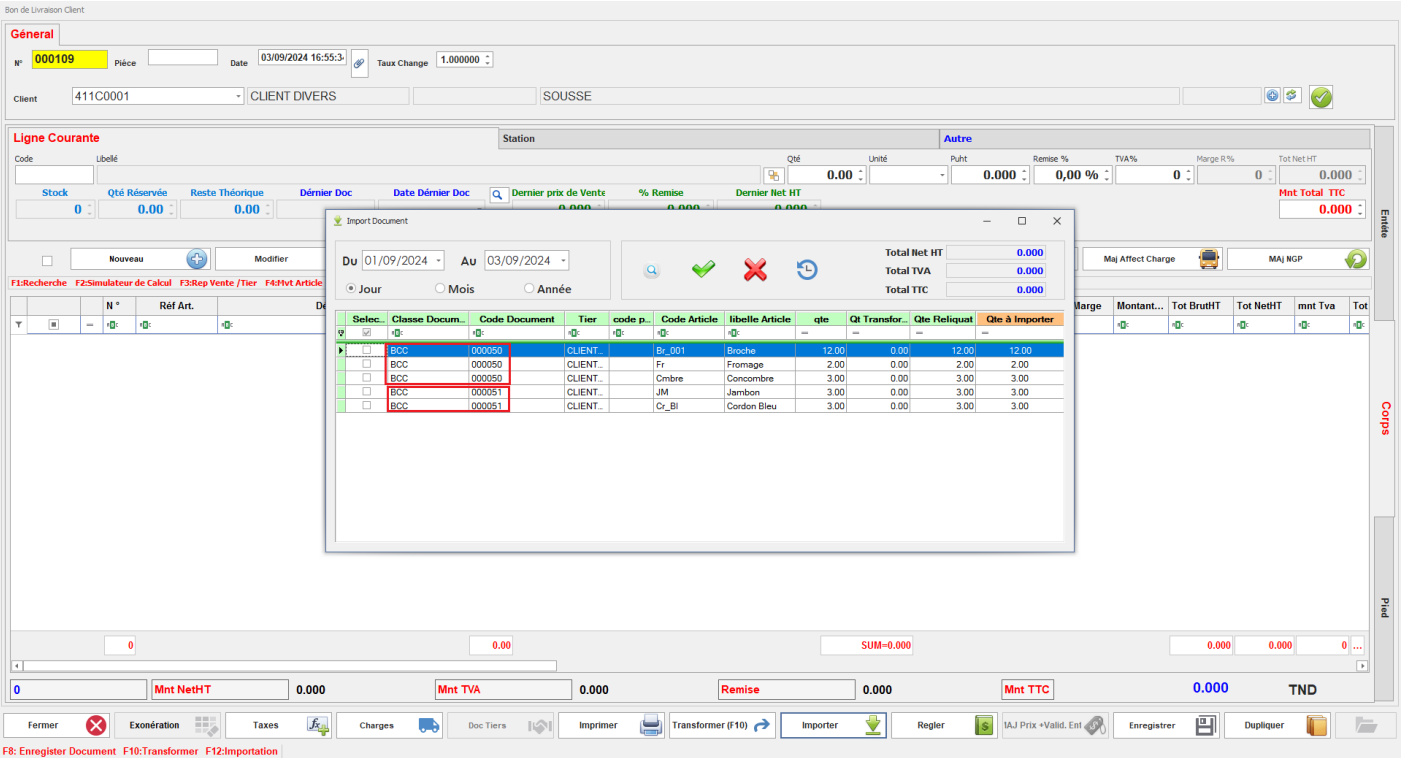 Bon de Livraison Client
Géneral
N° 000109 Pièce Date 03/09/2024 16:55:3 Taux Change 1.000000
Client 411C0001 CLIENT DIVERS SOUSSE
Ligne Courante Station Autre
Code Libellé Qté Unité Puht Remise % TVA% Marge R% Tot Net HT
0.00 0.000 0,00 % 0 0 0.000
Stock Qté Réservée Reste Théorique Dérnier Doc Date Dérnier Doc Dernier prix de Vente % Remise Dernier Net HT Mnt Total TTC
0 0.00 0.00 0.000 0.000 0.000 0.000
Entéte
Import Document
Nouveau Modifier Maj Affect Charge MAj NGP
Du 01/09/2024 Au 03/09/2024
Jour Mois Année
Total Net HT 0.000
Total TVA 0.000
Total TTC 0.000
F1:Recherche F2:Simulateur de Calcul F3:Rep Vente /Tier F4:Mvt Article
N° Réf Art. Dé Marge Montant... Tot BrutHT Tot NetHT mnt Tva Tot
Selec.. Classe Docum... Code Document Tier code p... Code Article libelle Article qte Qt Transfor... Qte Reliquat Qte à Importer
BCC 000050 CLIENT... Br_001 Broche 12.00 0.00 12.00 12.00
BCC 000050 CLIENT... Fr Fromage 2.00 0.00 2.00 2.00
BCC 000050 CLIENT... Cmbre Concombre 3.00 0.00 3.00 3.00
BCC 000051 CLIENT... JM Jambon 3.00 0.00 3.00 3.00
BCC 000051 CLIENT... Cr_Bl Cordon Bleu 3.00 0.00 3.00 3.00
Corps
Pied
0 0.00 SUM=0.000 0.000 0.000 0 ...
0 Mnt NetHT 0.000 Mnt TVA 0.000 Remise 0.000 Mnt TTC 0.000 TND
Fermer Exonération Taxes Charges Doc Tiers Imprimer Transformer (F10) Importer Regler AJ Prix +Valid. Ent Enregistrer Dupliquer
F8: Enregister Document F10:Transformer F12:Importation